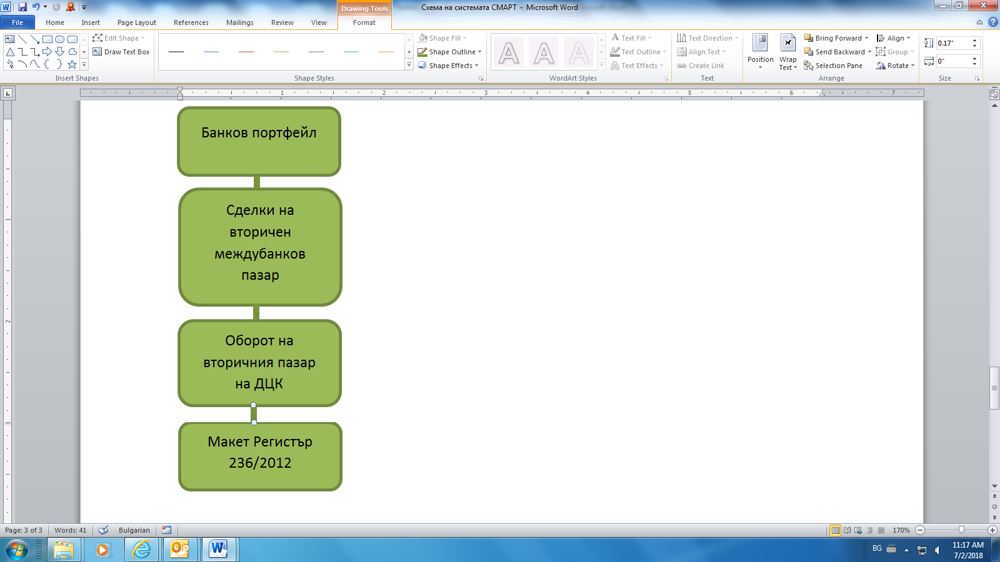 Drawing Tools
Схема на системата СМАРТ - Microsoft Word
File Home Insert Page Layout References Mailings Review View Format
Edit Shape
Draw Text Box
Insert Shapes
Shape Fill
Shape Outline
Shape Effects
Shape Styles
A A A
Text Fill
Text Outline
Text Effects
WordArt Styles
Text Direction
Align Text
Create Link
Text
Position
Wrap Text
Bring Forward
Send Backward
Selection Pane
Align
Group
Rotate
Arrange
0.17"
0"
Size
1 2 3 4 5 6 7
Банков портфейл
Сделки на
вторичен
междубанков
пазар
Оборот на
вторичния пазар
на ДЦК
Макет Регистър
236/2012
1
2
3
Page: 3 of 3 Words: 41 Bulgarian 170%
BG
11:17 AM
7/2/2018